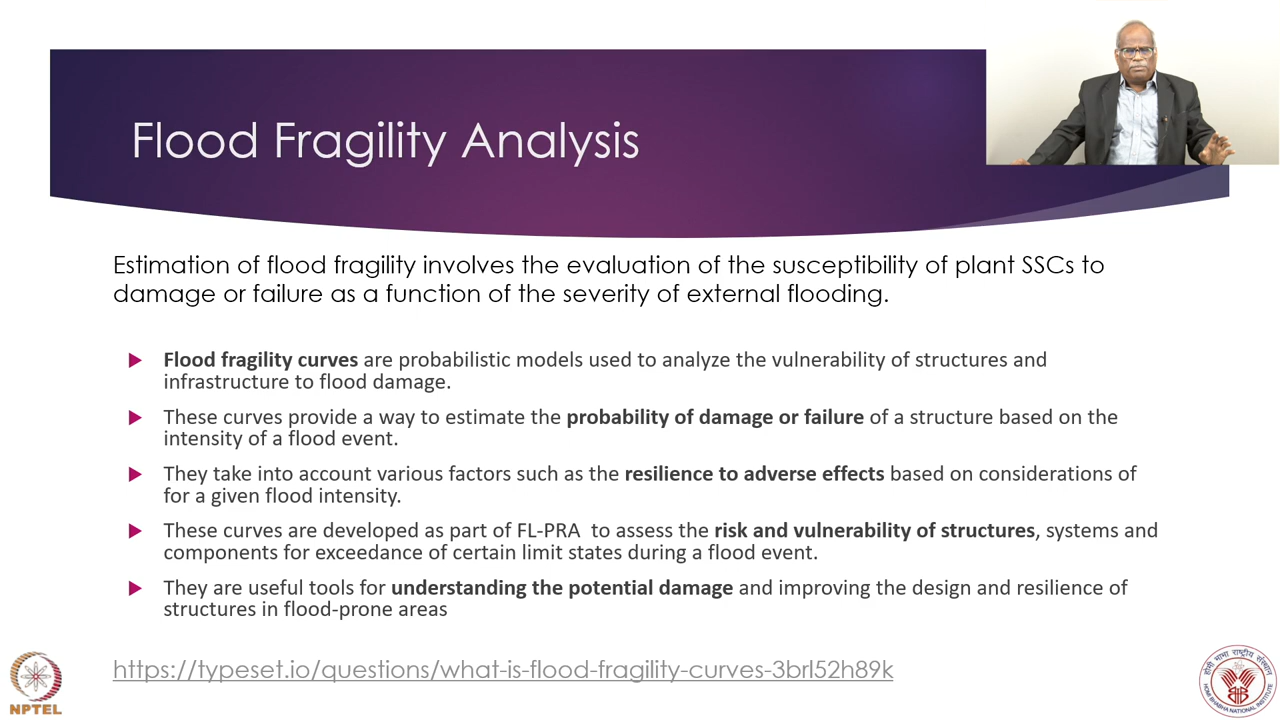 Flood Fragility Analysis
Estimation of flood fragility involves the evaluation of the susceptibility of plant SSCs to
damage or failure as a function of the severity of external flooding.
Flood fragility curves are probabilistic models used to analyze the vulnerability of structures and
infrastructure to flood damage.
These curves provide a way to estimate the probability of damage or failure of a structure based on the
intensity of a flood event.
They take into account various factors such as the resilience to adverse effects based on considerations of
for a given flood intensity.
These curves are developed as part of FL-PRA to assess the risk and vulnerability of structures, systems and
components for exceedance of certain limit states during a flood event.
They are useful tools for understanding the potential damage and improving the design and resilience of
structures in flood-prone areas
https://typeset.io/questions/what-is-flood-fragility-curves-3brl52h89k
NPTEL
होमी भाभा राष्ट्रीय संस्थान
HOMI BHABHA NATIONAL INSTITUTE